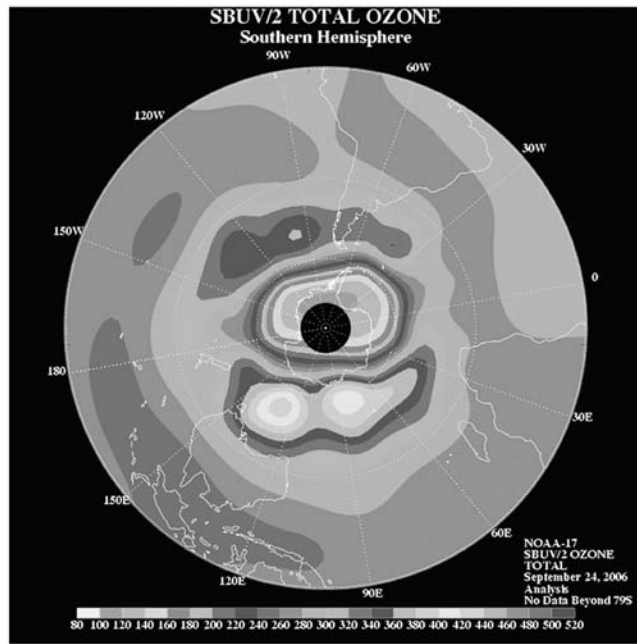 SBUV/2 TOTAL OZONE
Southern Hemisphere
90W
60W
120W
30W
150W
0
180
30E
150E
60E
120E
90E
NOAA-17
SBUV/2 OZONE
TOTAL
September 24, 2006
Analysis
No Data Beyond 79S
80 100 120 140 160 180 200 220 240 260 280 300 320 340 360 380 400 420 440 460 480 500 520